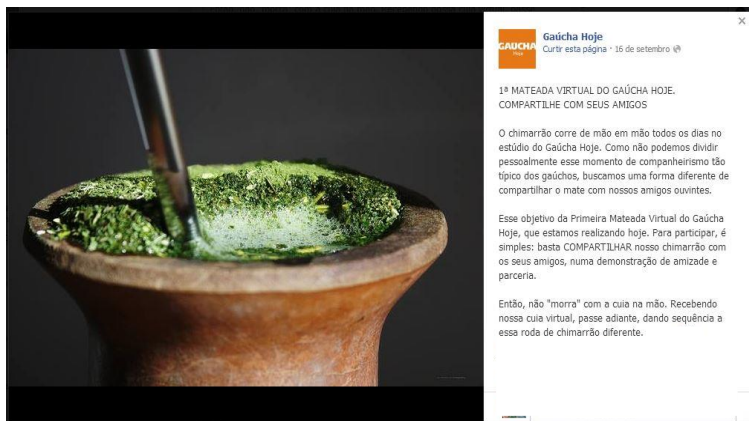 Gaúcha Hoje
Curtir esta página · 16 de setembro
GAUCHA
Hoje
1ª MATEADA VIRTUAL DO GAÚCHA HOJE.
COMPARTILHE COM SEUS AMIGOS
O chimarrão corre de mão em mão todos os dias no
estúdio do Gaúcha Hoje. Como não podemos dividir
pessoalmente esse momento de companheirismo tão
típico dos gaúchos, buscamos uma forma diferente de
compartilhar o mate com nossos amigos ouvintes.
Esse objetivo da Primeira Mateada Virtual do Gaúcha
Hoje, que estamos realizando hoje. Para participar, é
simples: basta COMPARTILHAR nosso chimarrão com
os seus amigos, numa demonstração de amizade e
parceria.
Então, não "morra" com a cuia na mão. Recebendo
nossa cuia virtual, passe adiante, dando sequência a
essa roda de chimarrão diferente.